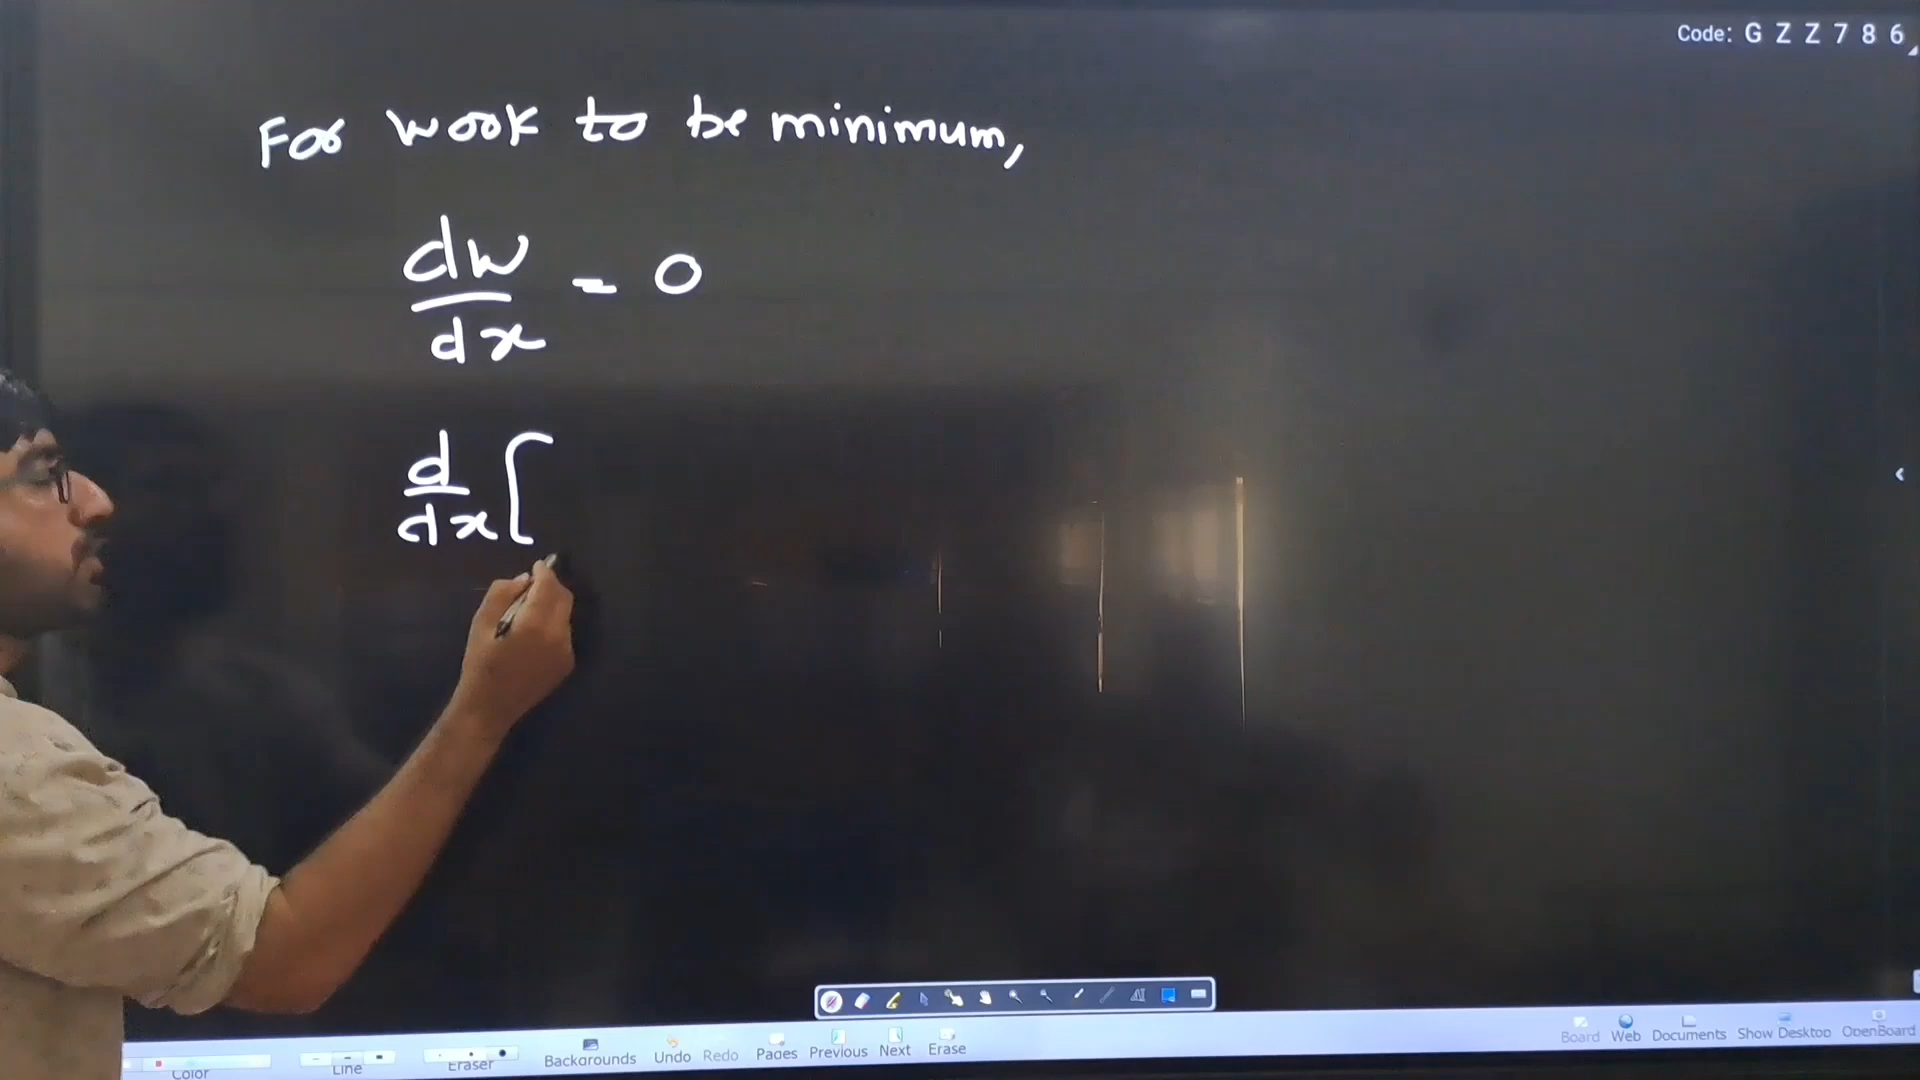 Code: G Z Z 7 8 6
For work to be minimum,
dw/dx = 0
d/dx [
Color
Line
Eraser
Backgrounds
Undo
Redo
Pages
Previous
Next
Erase
Board
Web
Documents
Show Desktop
OpenBoard